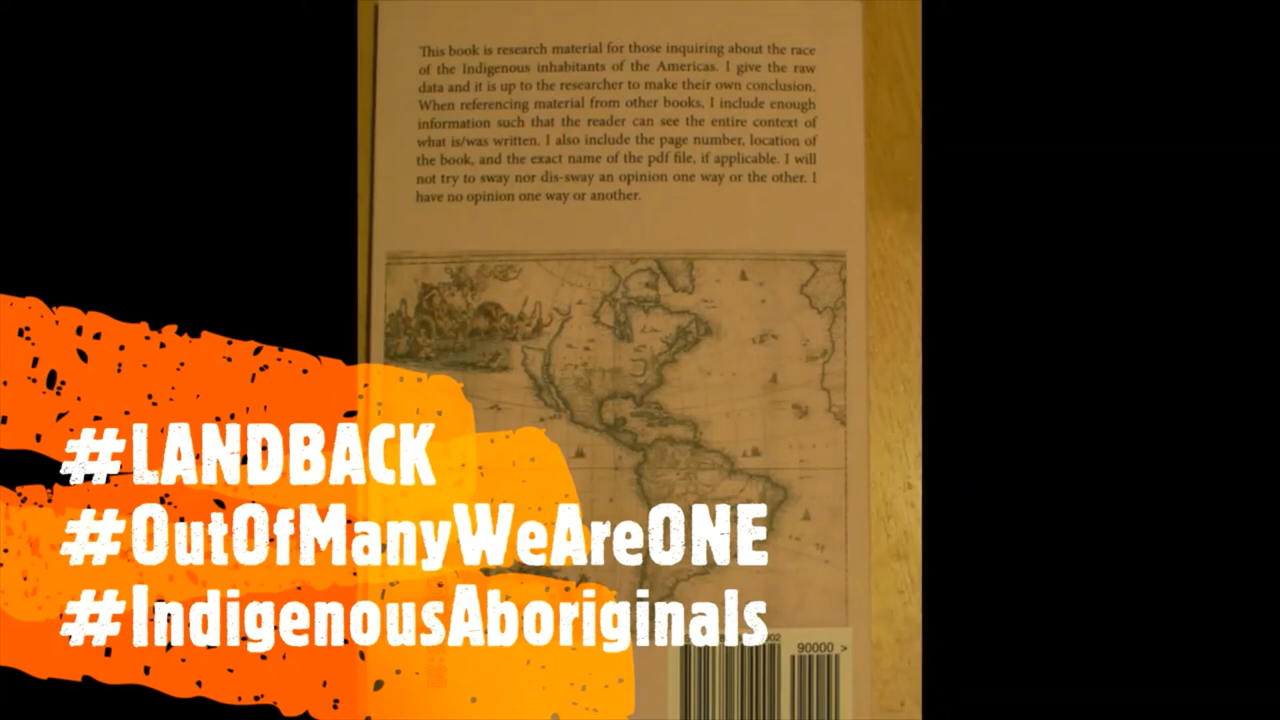 This book is research material for those inquiring about the race
of the Indigenous inhabitants of the Americas. I give the raw
data and it is up to the researcher to make their own conclusion.
When referencing material from other books, I include enough
information such that the reader can see the entire context of
what is/was written. I also include the page number, location of
the book, and the exact name of the pdf file, if applicable. I will
not try to sway nor dis-sway an opinion one way or the other. I
have no opinion one way or another.
#LANDBACK
#OutOfManyWeAreONE
#IndigenousAboriginals
90000 >